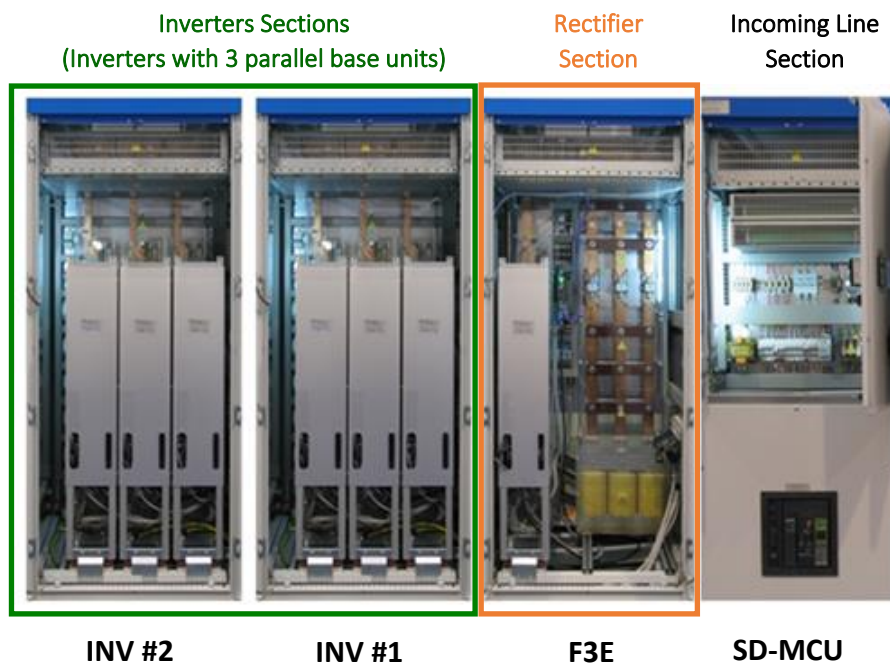 Inverters Sections
(Inverters with 3 parallel base units)
Rectifier
Section
Incoming Line
Section
INV #2
INV #1
F3E
SD-MCU